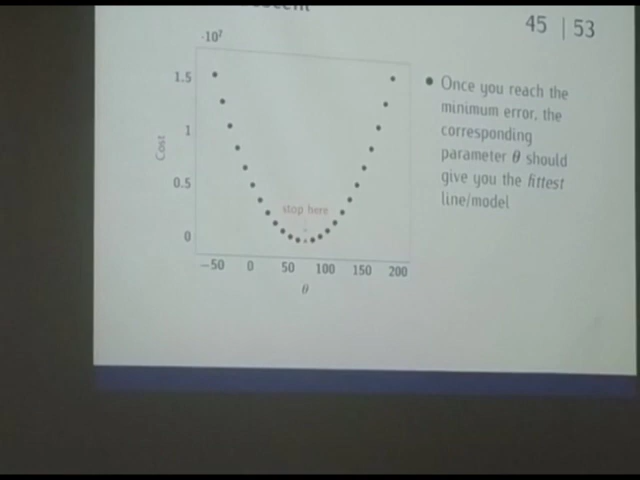 45 | 53
·10⁷
1.5
1
0.5
0
Cost
stop here
−50 0 50 100 150 200
θ
• Once you reach the
minimum error, the
corresponding
parameter θ should
give you the fittest
line/model